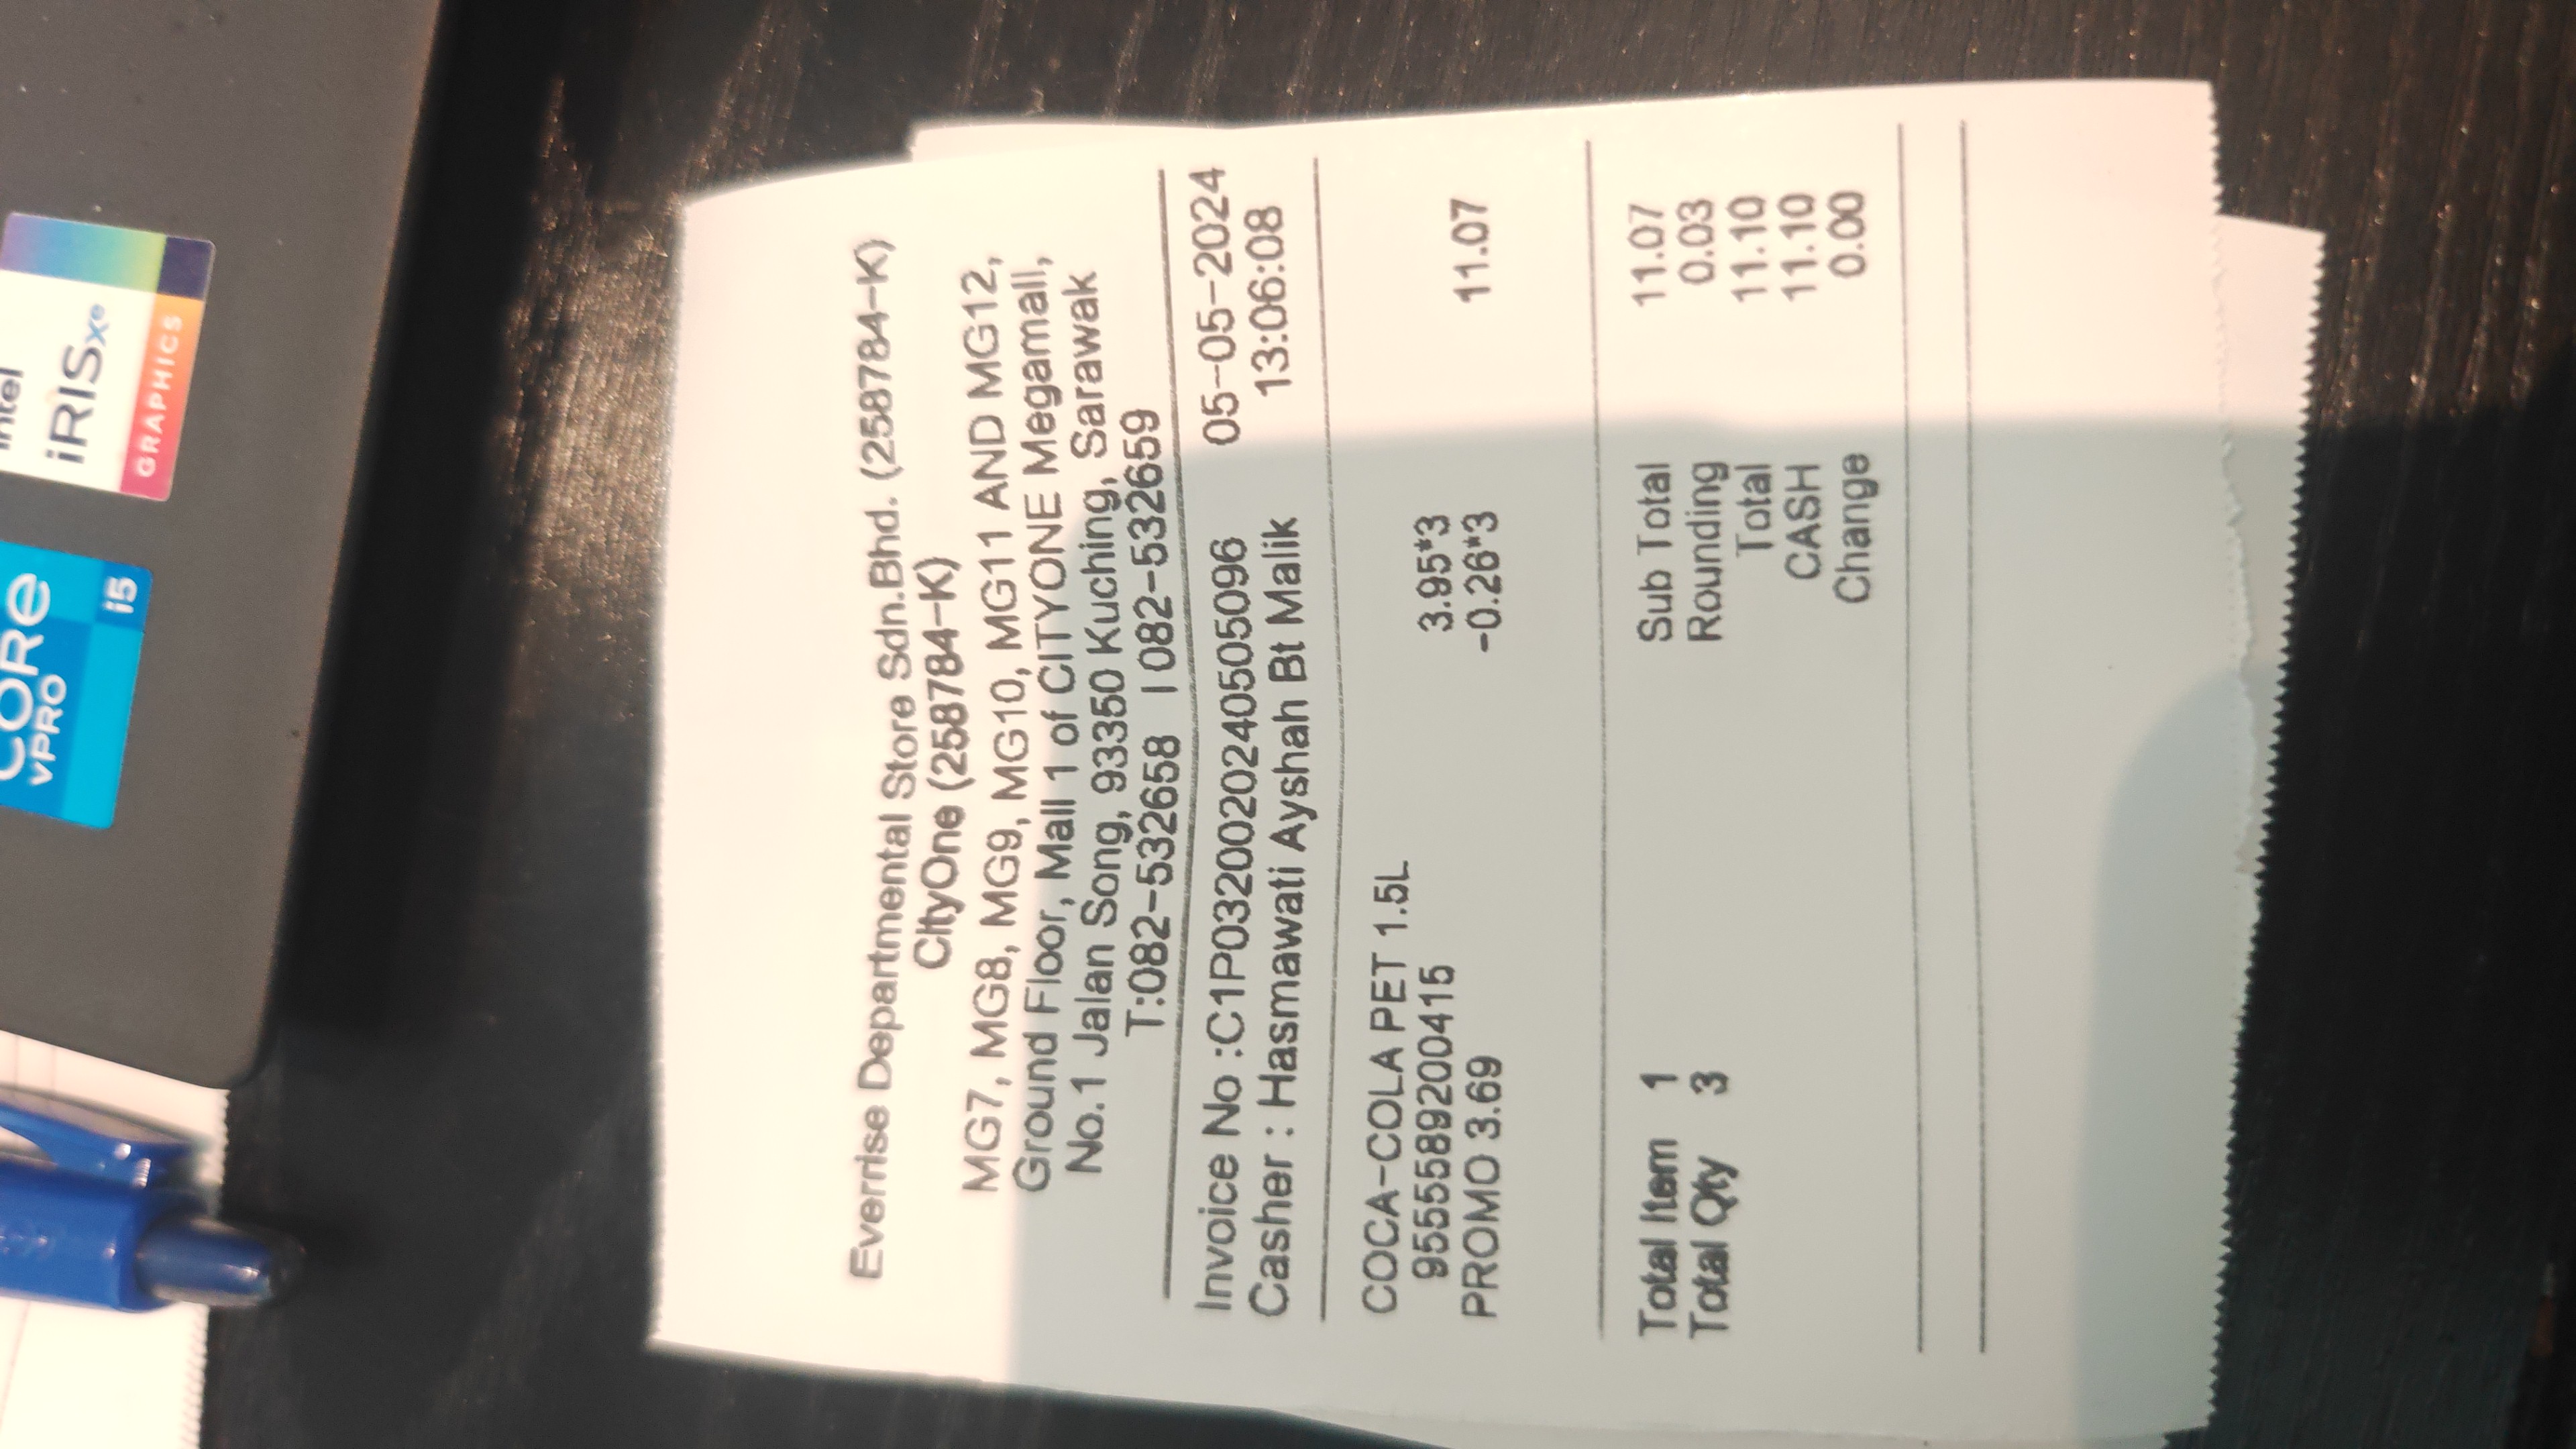 CORe
vPRO
i5
intel
iRISxe
GRAPHICS
Everrise Departmental Store Sdn.Bhd. (258784-K)
CityOne (258784-K)
MG7, MG8, MG9, MG10, MG11 AND MG12,
Ground Floor, Mall 1 of CITYONE Megamall,
No.1 Jalan Song, 93350 Kuching, Sarawak
T:082-532658 | 082-532659
Invoice No :C1P0320020240505096 05-05-2024
Casher : Hasmawati Ayshah Bt Malik 13:06:08
COCA-COLA PET 1.5L
9555589200415 3.95*3
PROMO 3.69 -0.26*3 11.07
Total Item 1 Sub Total 11.07
Total Qty 3 Rounding 0.03
Total 11.10
CASH 11.10
Change 0.00